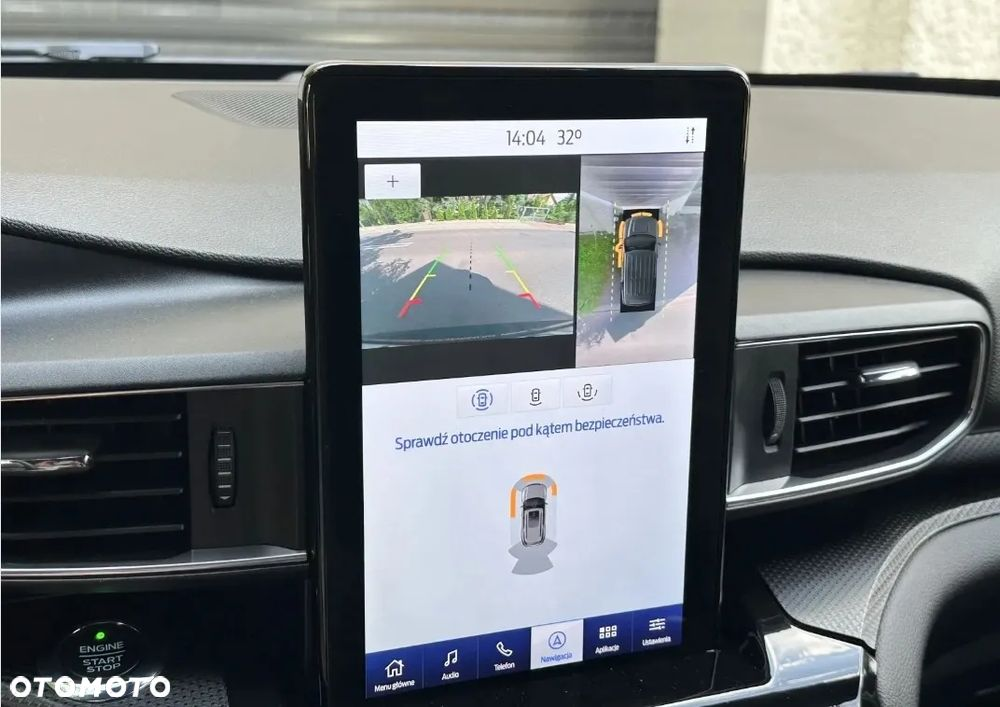 14:04 32°
+
Sprawdź otoczenie pod kątem bezpieczeństwa.
Menu główne
Audio
Telefon
Nawigacja
Aplikacje
Ustawienia
ENGINE
START
STOP
OTOMOTO